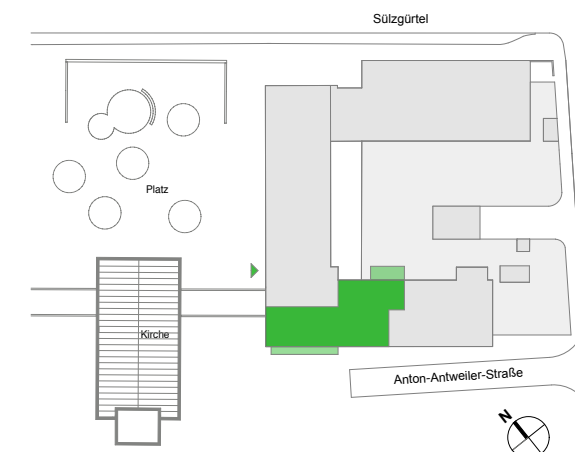 Sülzgürtel
Platz
Kirche
Anton-Antweiler-Straße
N